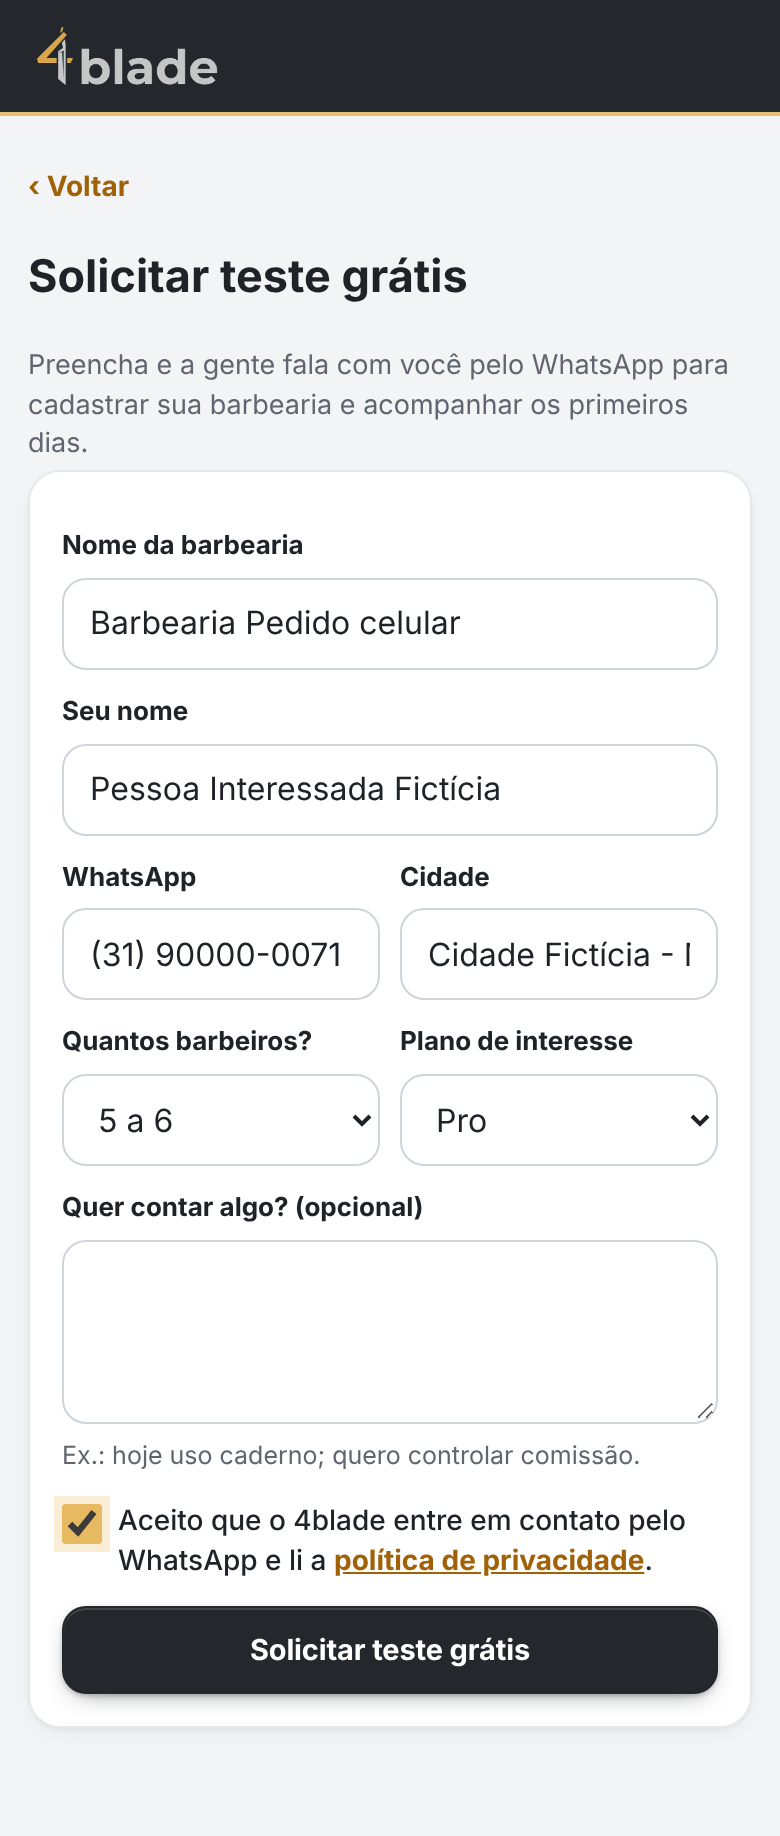 4blade
‹ Voltar
Solicitar teste grátis
Preencha e a gente fala com você pelo WhatsApp para
cadastrar sua barbearia e acompanhar os primeiros
dias.
Nome da barbearia
Barbearia Pedido celular
Seu nome
Pessoa Interessada Fictícia
WhatsApp
Cidade
(31) 90000-0071
Cidade Fictícia -
Quantos barbeiros?
Plano de interesse
5 a 6
Pro
Quer contar algo? (opcional)
Ex.: hoje uso caderno; quero controlar comissão.
Aceito que o 4blade entre em contato pelo
WhatsApp e li a política de privacidade.
Solicitar teste grátis